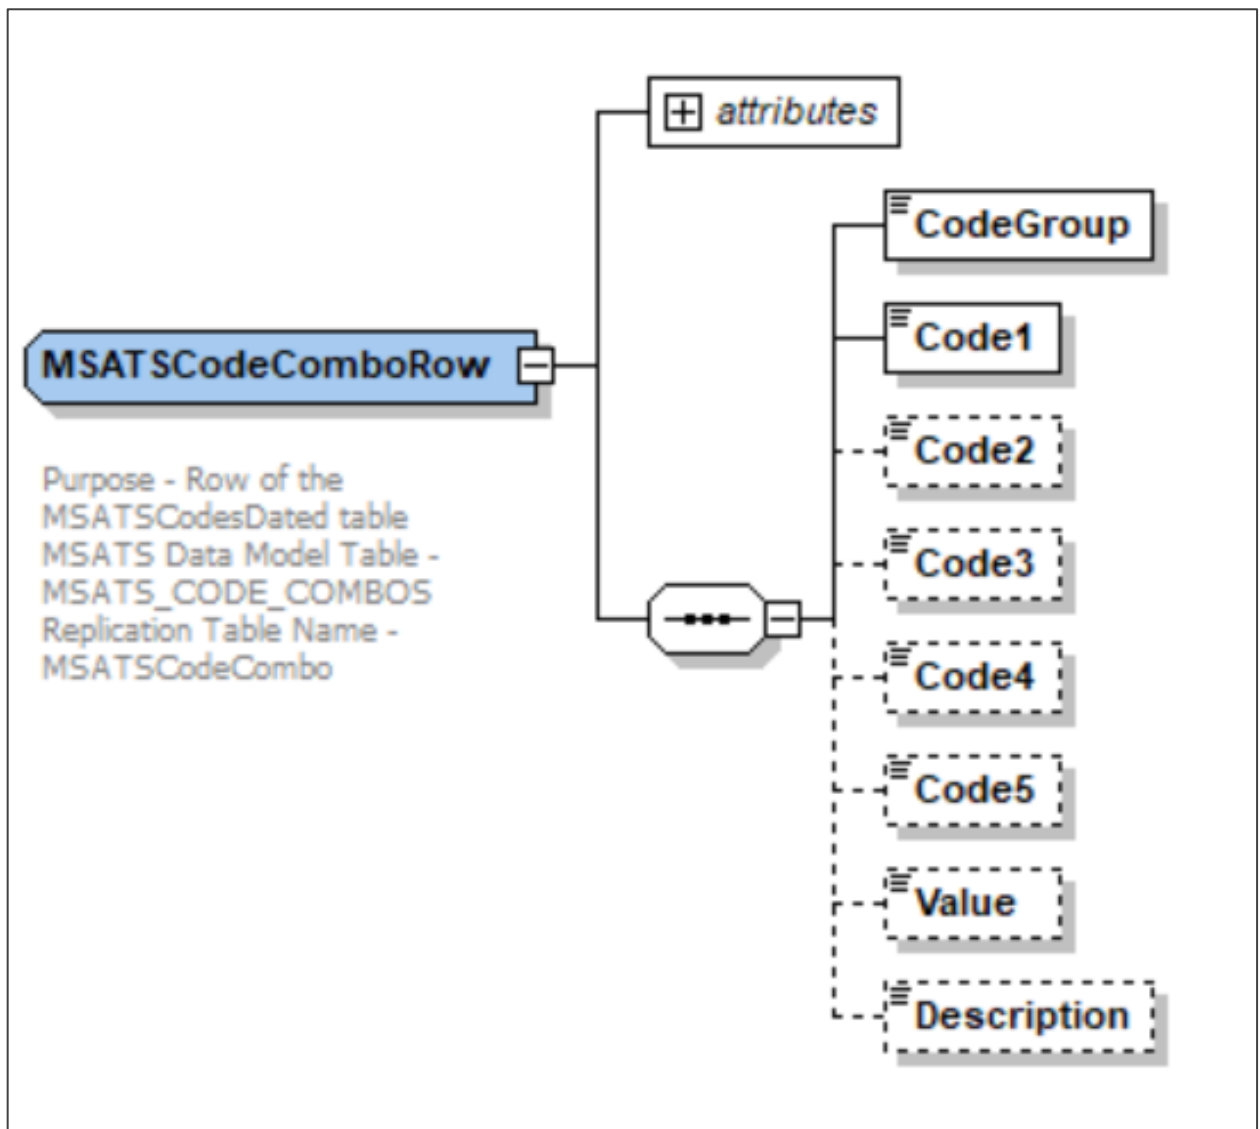 attributes
CodeGroup
Code1
MSATSCodeComboRow
Code2
Purpose - Row of the
MSATSCodesDated table
MSATS Data Model Table -
MSATS_CODE_COMBOS
Replication Table Name -
MSATSCodeCombo
Code3
Code4
Code5
Value
Description